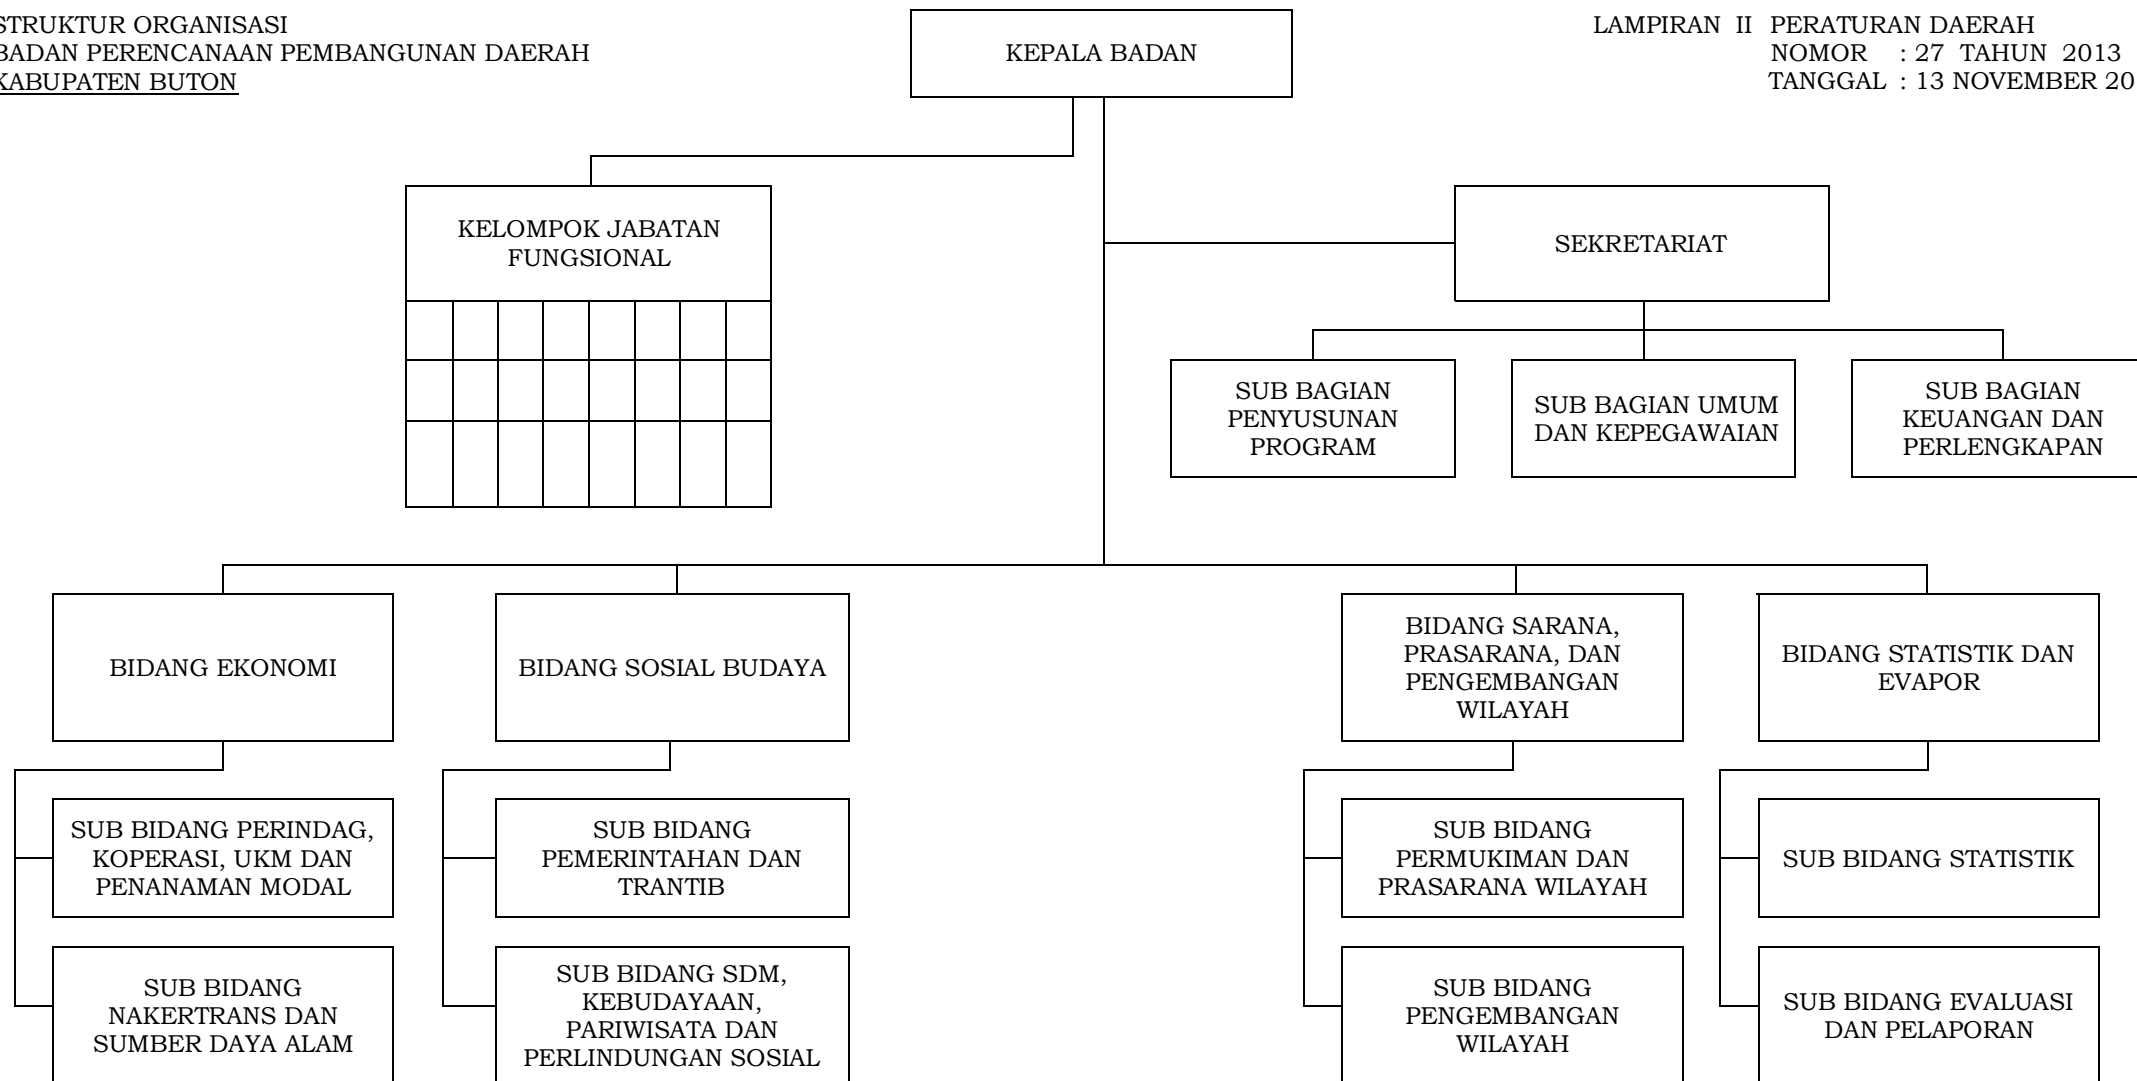 STRUKTUR ORGANISASI
BADAN PERENCANAAN PEMBANGUNAN DAERAH
KABUPATEN BUTON
KEPALA BADAN
LAMPIRAN II PERATURAN DAERAH
NOMOR : 27 TAHUN 2013
TANGGAL : 13 NOVEMBER 20
KELOMPOK JABATAN
FUNGSIONAL
SEKRETARIAT
SUB BAGIAN
PENYUSUNAN
PROGRAM
SUB BAGIAN UMUM
DAN KEPEGAWAIAN
SUB BAGIAN
KEUANGAN DAN
PERLENGKAPAN
BIDANG EKONOMI
BIDANG SOSIAL BUDAYA
BIDANG SARANA,
PRASARANA, DAN
PENGEMBANGAN
WILAYAH
BIDANG STATISTIK DAN
EVAPOR
SUB BIDANG PERINDAG,
KOPERASI, UKM DAN
PENANAMAN MODAL
SUB BIDANG
PEMERINTAHAN DAN
TRANTIB
SUB BIDANG
PERMUKIMAN DAN
PRASARANA WILAYAH
SUB BIDANG STATISTIK
SUB BIDANG
NAKERTRANS DAN
SUMBER DAYA ALAM
SUB BIDANG SDM,
KEBUDAYAAN,
PARIWISATA DAN
PERLINDUNGAN SOSIAL
SUB BIDANG
PENGEMBANGAN
WILAYAH
SUB BIDANG EVALUASI
DAN PELAPORAN